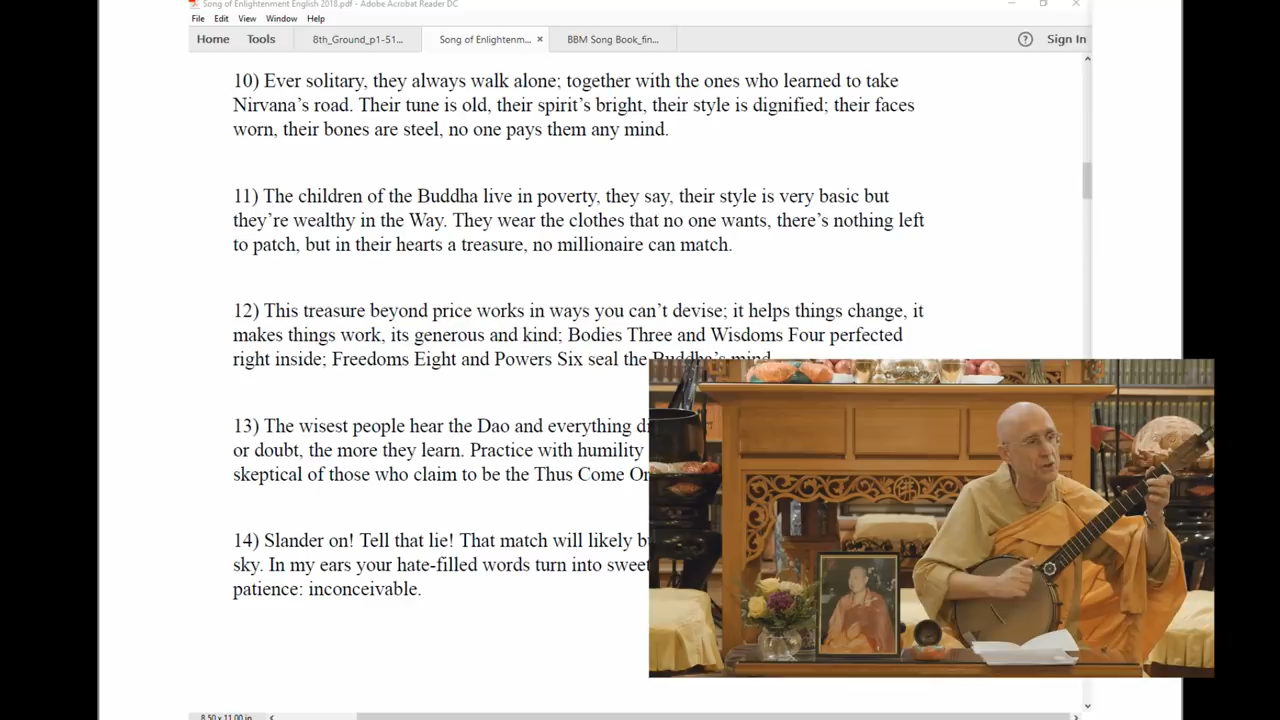 Song of Enlightenment English 2018.pdf - Adobe Acrobat Reader DC
File Edit View Window Help
Home Tools 8th_Ground_p1-51... Song of Enlightenm... × BBM Song Book_fin... Sign In
10) Ever solitary, they always walk alone; together with the ones who learned to take
Nirvana's road. Their tune is old, their spirit's bright, their style is dignified; their faces
worn, their bones are steel, no one pays them any mind.
11) The children of the Buddha live in poverty, they say, their style is very basic but
they're wealthy in the Way. They wear the clothes that no one wants, there's nothing left
to patch, but in their hearts a treasure, no millionaire can match.
12) This treasure beyond price works in ways you can't devise; it helps things change, it
makes things work, its generous and kind; Bodies Three and Wisdoms Four perfected
right inside; Freedoms Eight and Powers Six seal the Buddha's mind
13) The wisest people hear the Dao and everything
or doubt, the more they learn. Practice with humility
skeptical of those who claim to be the Thus Come
14) Slander on! Tell that lie! That match will likely
sky. In my ears your hate-filled words turn into sweet
patience: inconceivable.
8.50 x 11.00 in